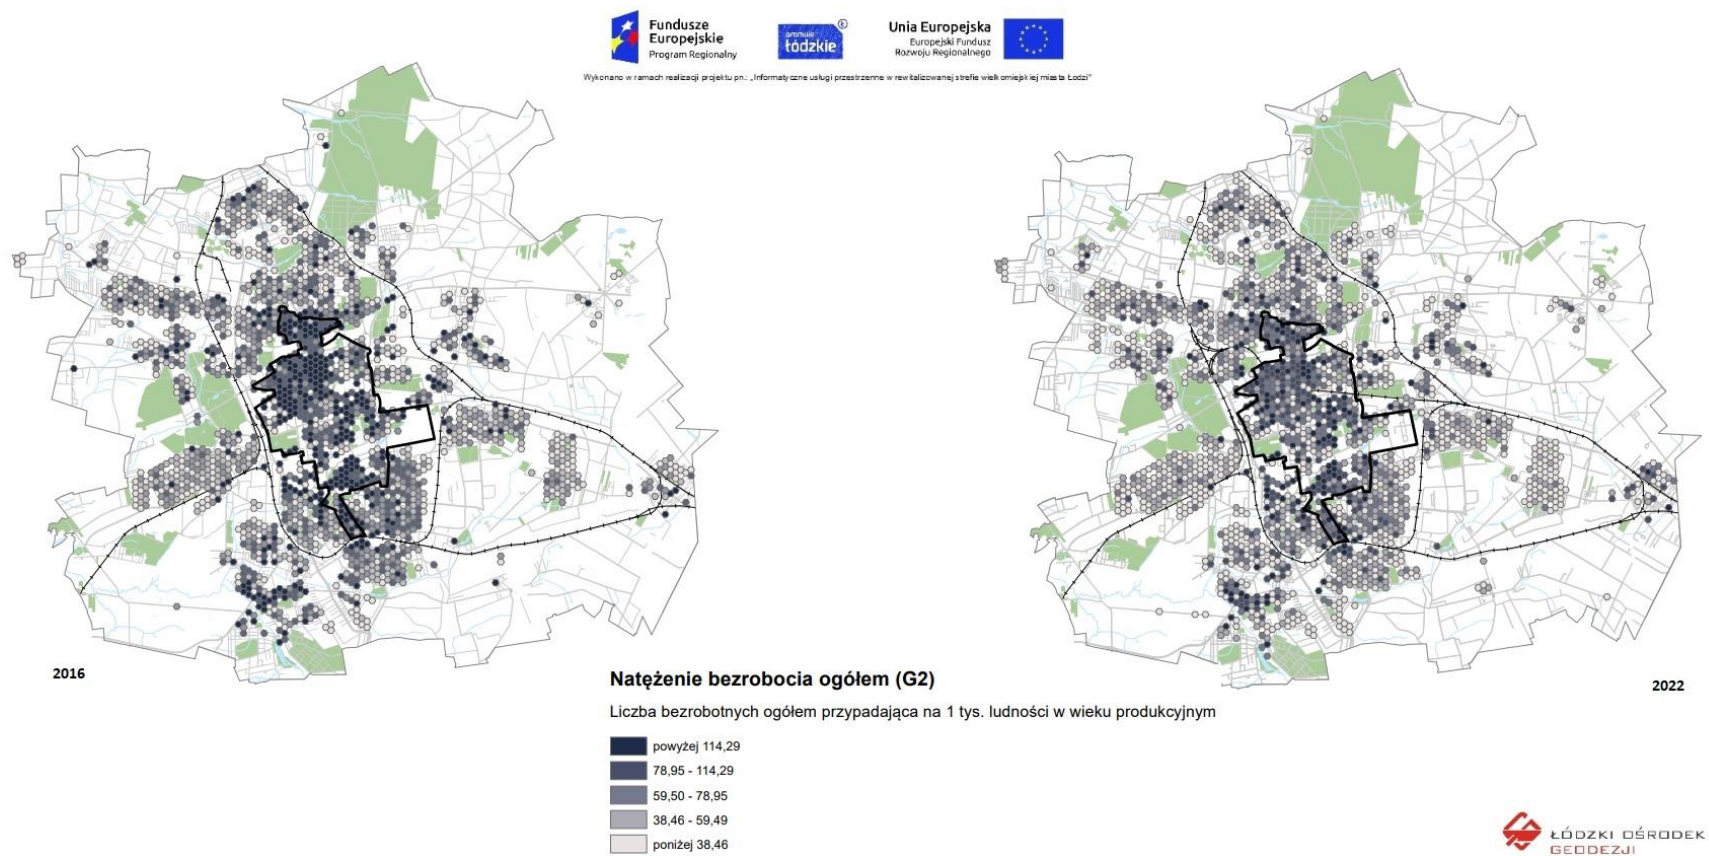 Fundusze
Europejskie
Program Regionalny
promuje
łódzkie
Unia Europejska
Europejski Fundusz
Rozwoju Regionalnego
Wykonano w ramach realizacji projektu pn.: „Informatyczne usługi przestrzenne w rewitalizowanej strefie wielkomiejskiej miasta Łodzi"
2016
2022
Natężenie bezrobocia ogółem (G2)
Liczba bezrobotnych ogółem przypadająca na 1 tys. ludności w wieku produkcyjnym
powyżej 114,29
78,95 - 114,29
59,50 - 78,95
38,46 - 59,49
poniżej 38,46
ŁÓDZKI OŚRODEK
GEODEZJI